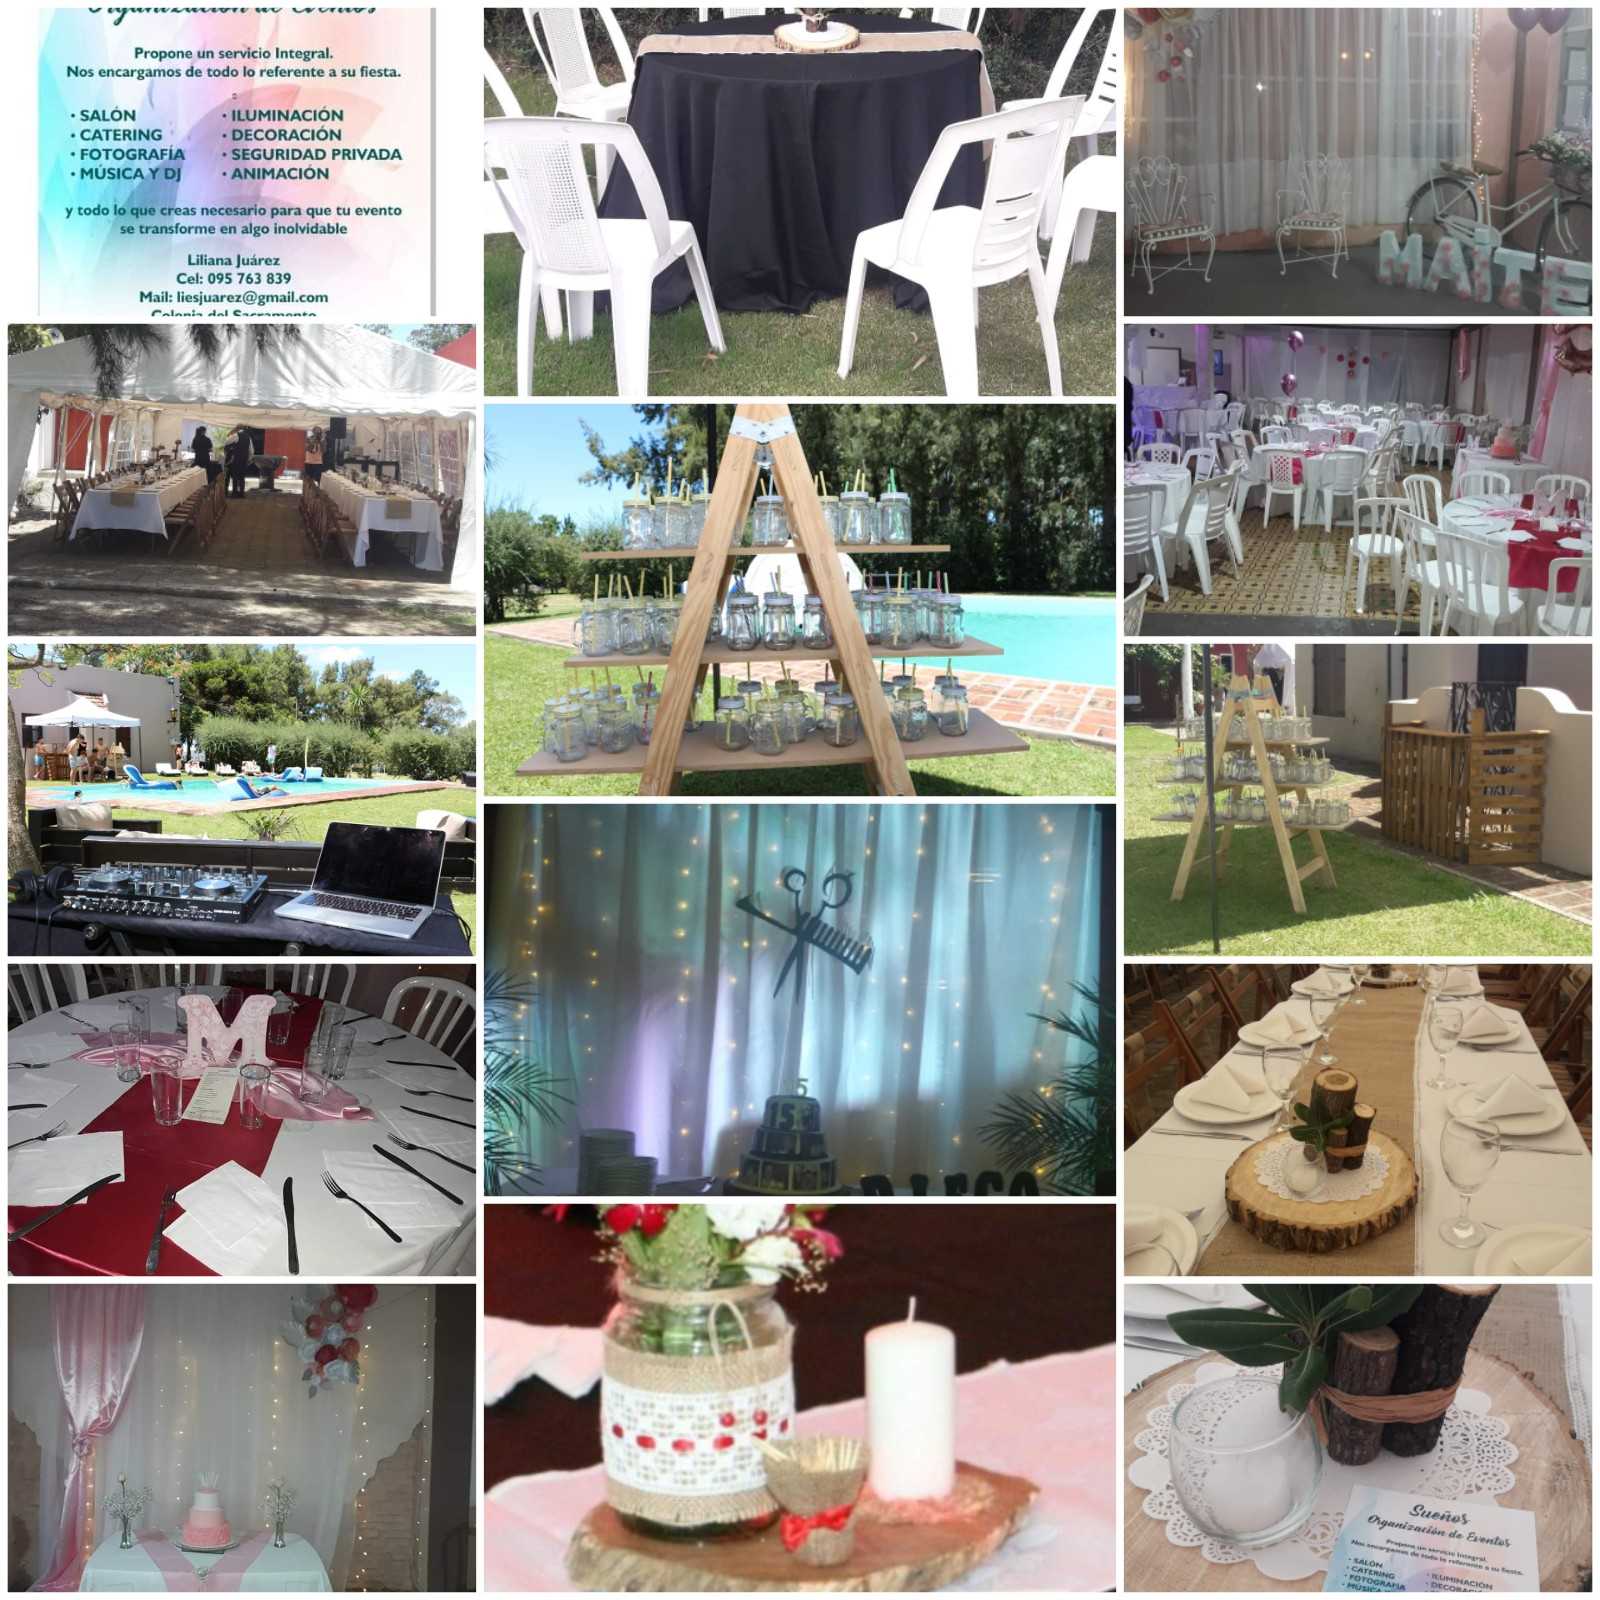 Organización de Eventos
Propone un servicio Integral.
Nos encargamos de todo lo referente a su fiesta.
• SALÓN
• CATERING
• FOTOGRAFÍA
• MÚSICA Y DJ
• ILUMINACIÓN
• DECORACIÓN
• SEGURIDAD PRIVADA
• ANIMACIÓN
y todo lo que creas necesario para que tu evento
se transforme en algo inolvidable
Liliana Juárez
Cel: 095 763 839
Mail: liesjuarez@gmail.com
Colonia del Sacramento
MAITE
M
15
15
DIEGO
Sueños
Organización de Eventos
Propone un servicio Integral.
Nos encargamos de todo lo referente a su fiesta.
• SALÓN
• CATERING
• FOTOGRAFÍA
• MÚSICA
• ILUMINACIÓN
• DECORACIÓN